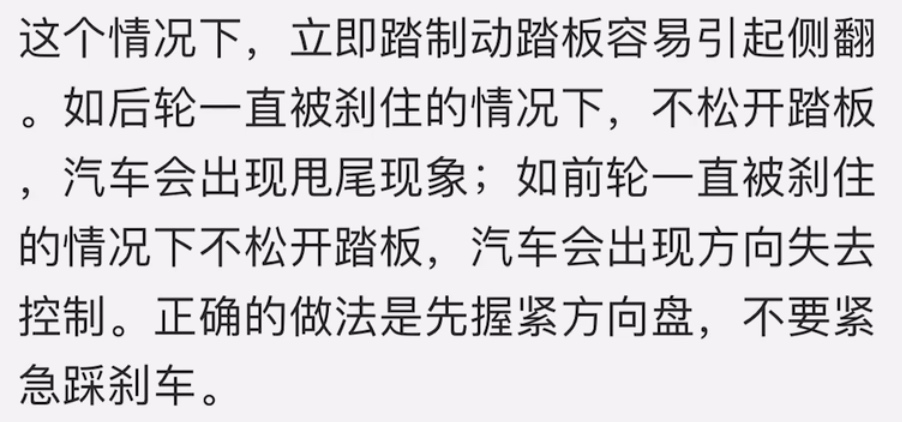 这个情况下，立即踏制动踏板容易引起侧翻
。如后轮一直被刹住的情况下，不松开踏板
，汽车会出现甩尾现象；如前轮一直被刹住
的情况下不松开踏板，汽车会出现方向失去
控制。正确的做法是先握紧方向盘，不要紧
急踩刹车。